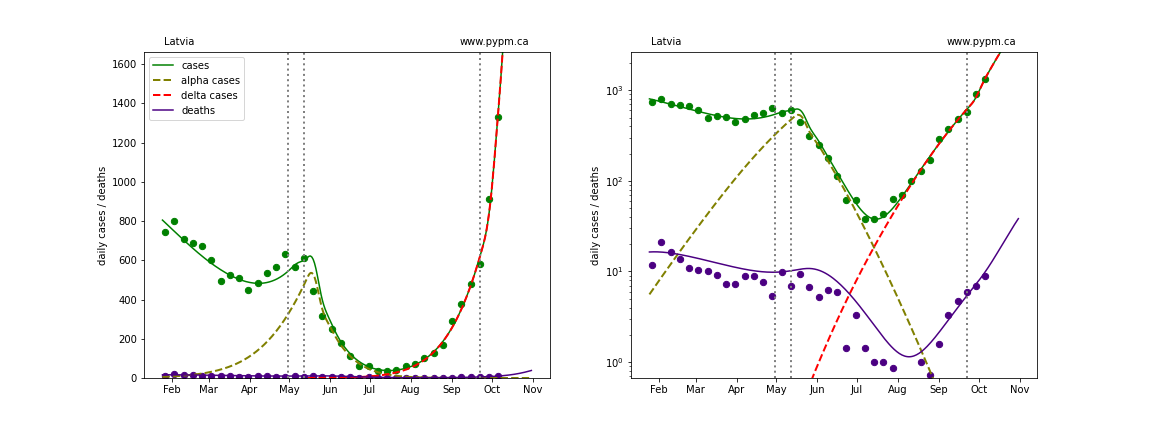 Latvia www.pypm.ca
cases
alpha cases
delta cases
deaths
daily cases / deaths
1600
1400
1200
1000
800
600
400
200
0
Feb Mar Apr May Jun Jul Aug Sep Oct Nov
Latvia www.pypm.ca
daily cases / deaths
10³
10²
10¹
10⁰
Feb Mar Apr May Jun Jul Aug Sep Oct Nov